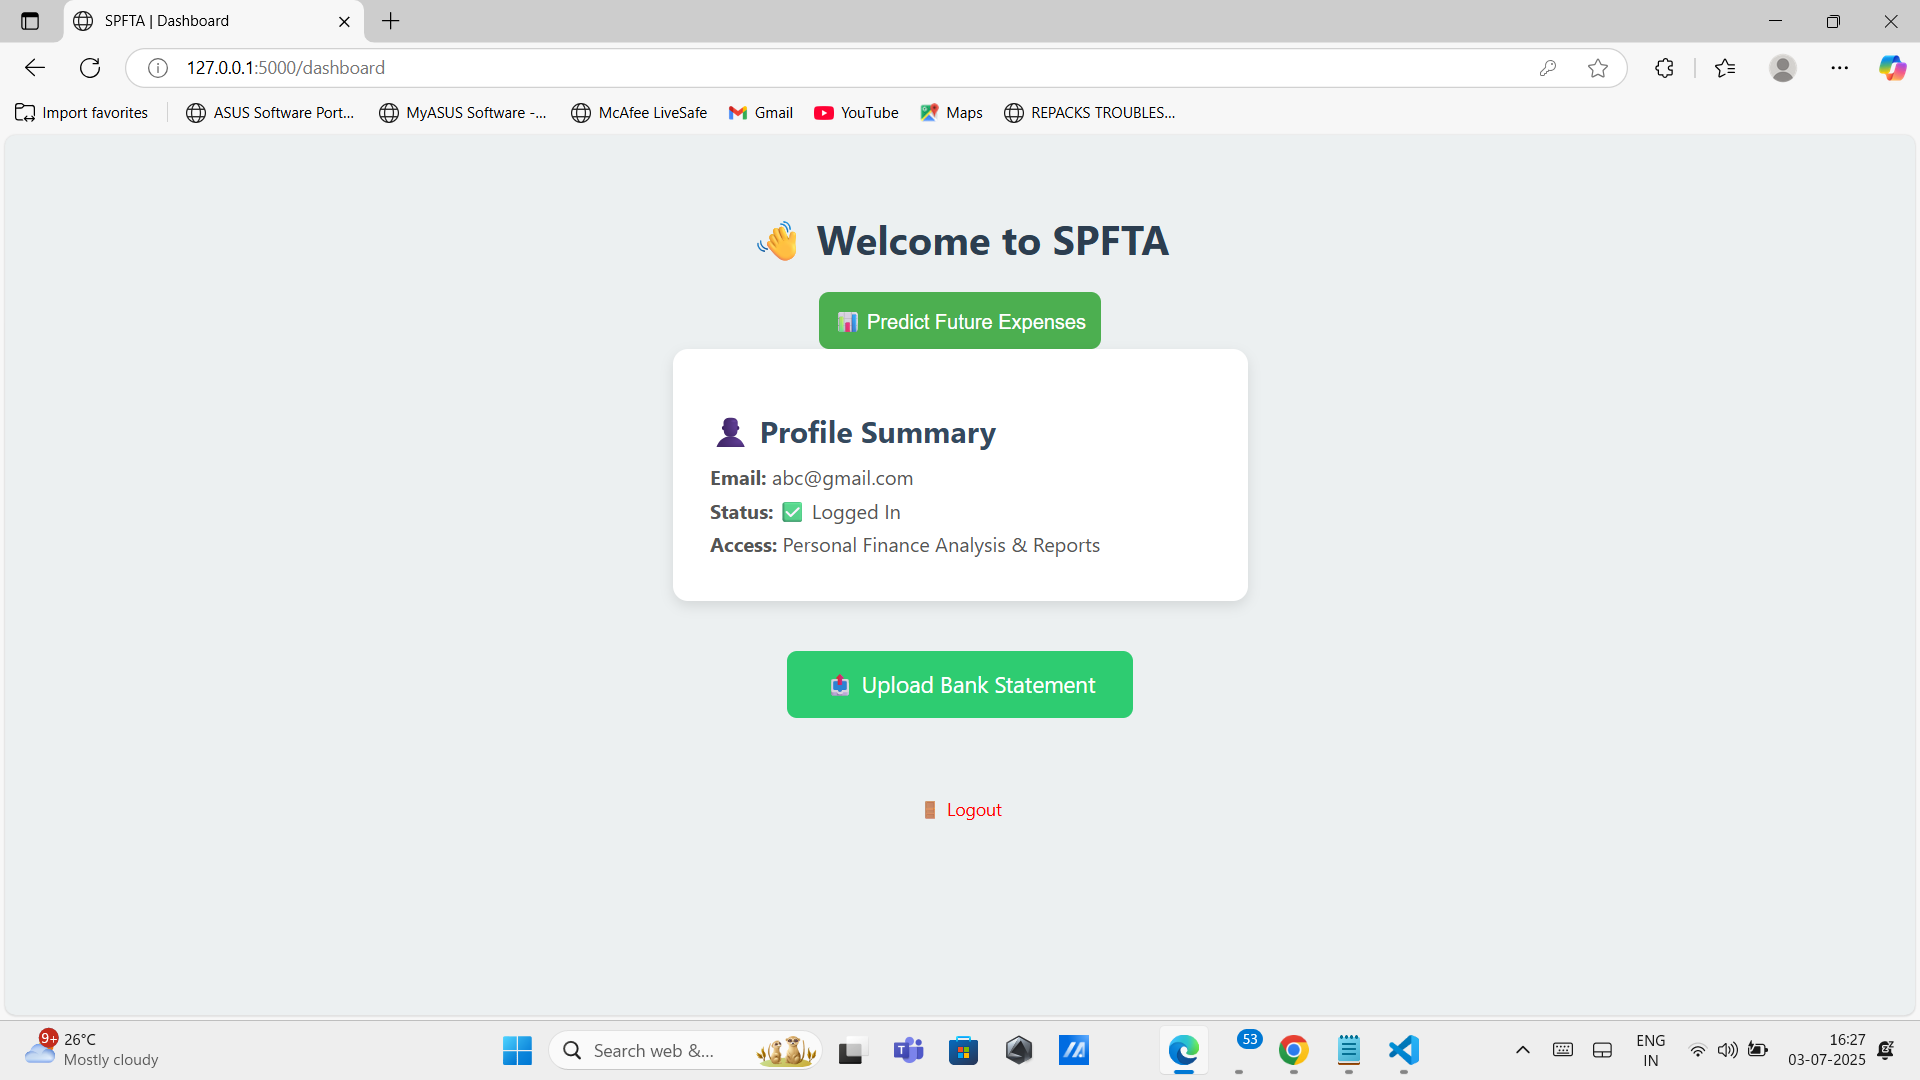 SPFTA | Dashboard
127.0.0.1:5000/dashboard
Import favorites
ASUS Software Port...
MyASUS Software -...
McAfee LiveSafe
Gmail
YouTube
Maps
REPACKS TROUBLES...
👋 Welcome to SPFTA
📊 Predict Future Expenses
👤 Profile Summary
Email: abc@gmail.com
Status: ✅ Logged In
Access: Personal Finance Analysis & Reports
📤 Upload Bank Statement
🚪 Logout
9+
26°C
Mostly cloudy
Search web &...
53
ENG
IN
16:27
03-07-2025